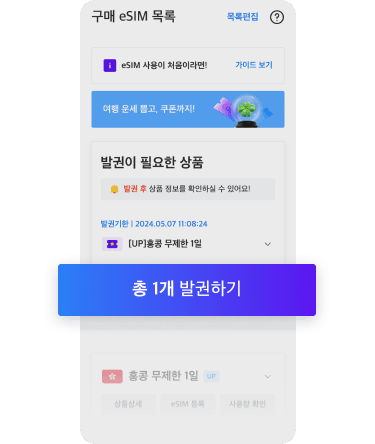 구매 eSIM 목록
목록편집
eSIM 사용이 처음이라면!
가이드 보기
여행 운세 뽑고, 쿠폰까지!
발권이 필요한 상품
발권 후 상품 정보를 확인하실 수 있어요!
발권기한 | 2024.05.07 11:08:24
[UP]홍콩 무제한 1일
총 1개 발권하기
홍콩 무제한 1일 UP
상품상세 eSIM 등록 사용량 확인